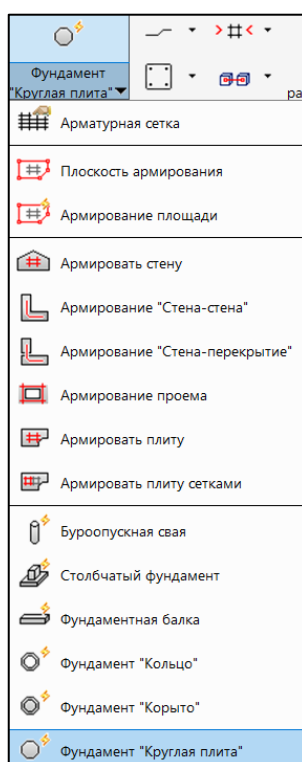 Фундамент
"Круглая плита"
ра
Арматурная сетка
Плоскость армирования
Армирование площади
Армировать стену
Армирование "Стена-стена"
Армирование "Стена-перекрытие"
Армирование проема
Армировать плиту
Армировать плиту сетками
Буроопускная свая
Столбчатый фундамент
Фундаментная балка
Фундамент "Кольцо"
Фундамент "Корыто"
Фундамент "Круглая плита"